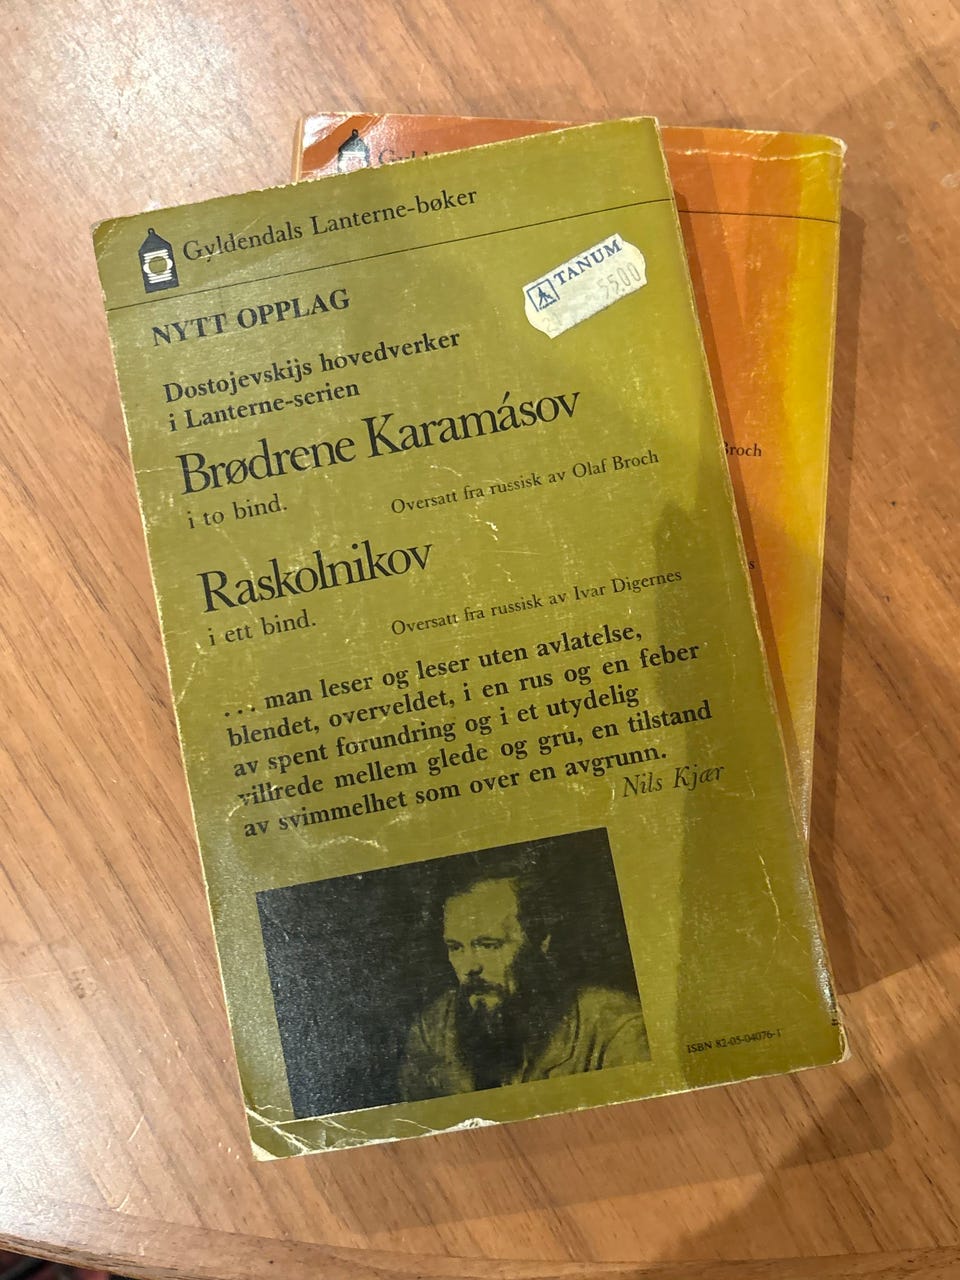 Gyldendals Lanterne-bøker
TANUM
5500
NYTT OPPLAG
Dostojevskijs hovedverker
i Lanterne-serien
Brødrene Karamásov
i to bind.
Oversatt fra russisk av Olaf Broch
Raskolnikov
i ett bind.
Oversatt fra russisk av Ivar Digernes
... man leser og leser uten avlatelse,
blendet, overveldet, i en rus og en feber
av spent forundring og i et utydelig
villrede mellem glede og gru, en tilstand
av svimmelhet som over en avgrunn.
Nils Kjær
ISBN 82-05-04076-1
Broch
s